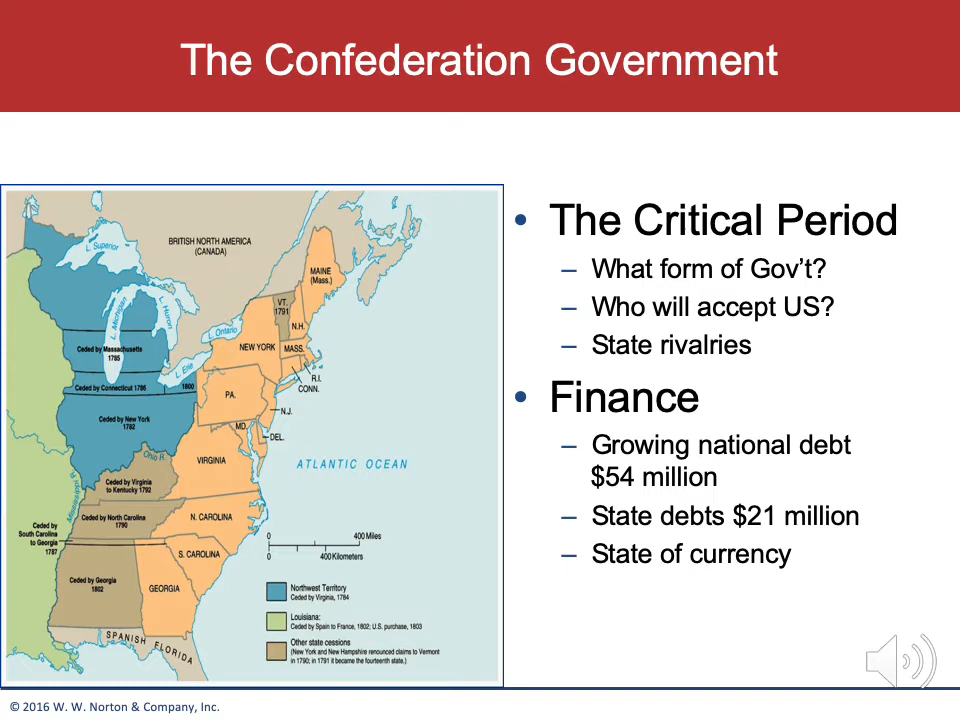 The Confederation Government
BRITISH NORTH AMERICA
(CANADA)
L. Superior
L. Michigan
L. Huron
L. Ontario
L. Erie
MAINE
(Mass.)
VT.
1791
N.H.
NEW YORK
MASS.
R.I.
CONN.
Ceded by Massachusetts
1785
Ceded by Connecticut 1786
1800
PA.
N.J.
Ceded by New York
1782
MD.
DEL.
Ohio R.
VIRGINIA
ATLANTIC OCEAN
Mississippi R.
Ceded by Virginia
to Kentucky 1792
Ceded by North Carolina
1790
N. CAROLINA
Ceded by
South Carolina
to Georgia
1787
S. CAROLINA
0
400 Miles
0
400 Kilometers
Ceded by Georgia
1802
GEORGIA
SPANISH FLORIDA
Northwest Territory
Ceded by Virginia, 1784
Louisiana:
Ceded by Spain to France, 1802; U.S. purchase, 1803
Other state cessions
(New York and New Hampshire renounced claims to Vermont
in 1790; in 1791 it became the fourteenth state.)
• The Critical Period
– What form of Gov’t?
– Who will accept US?
– State rivalries
• Finance
– Growing national debt
$54 million
– State debts $21 million
– State of currency
© 2016 W. W. Norton & Company, Inc.